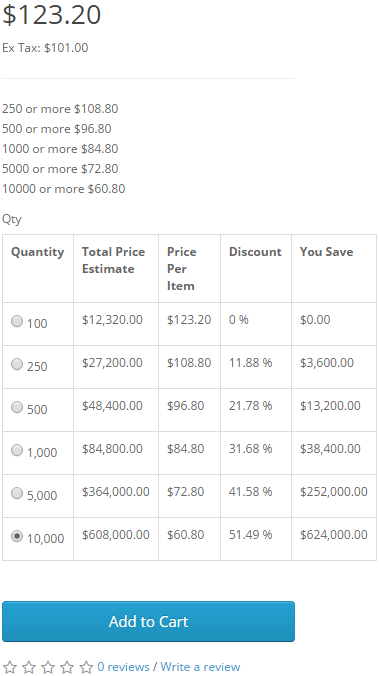 $123.20
Ex Tax: $101.00
250 or more $108.80
500 or more $96.80
1000 or more $84.80
5000 or more $72.80
10000 or more $60.80
Qty
Quantity Total Price Estimate Price Per Item Discount You Save
100 $12,320.00 $123.20 0 % $0.00
250 $27,200.00 $108.80 11.88 % $3,600.00
500 $48,400.00 $96.80 21.78 % $13,200.00
1,000 $84,800.00 $84.80 31.68 % $38,400.00
5,000 $364,000.00 $72.80 41.58 % $252,000.00
10,000 $608,000.00 $60.80 51.49 % $624,000.00
Add to Cart
0 reviews / Write a review